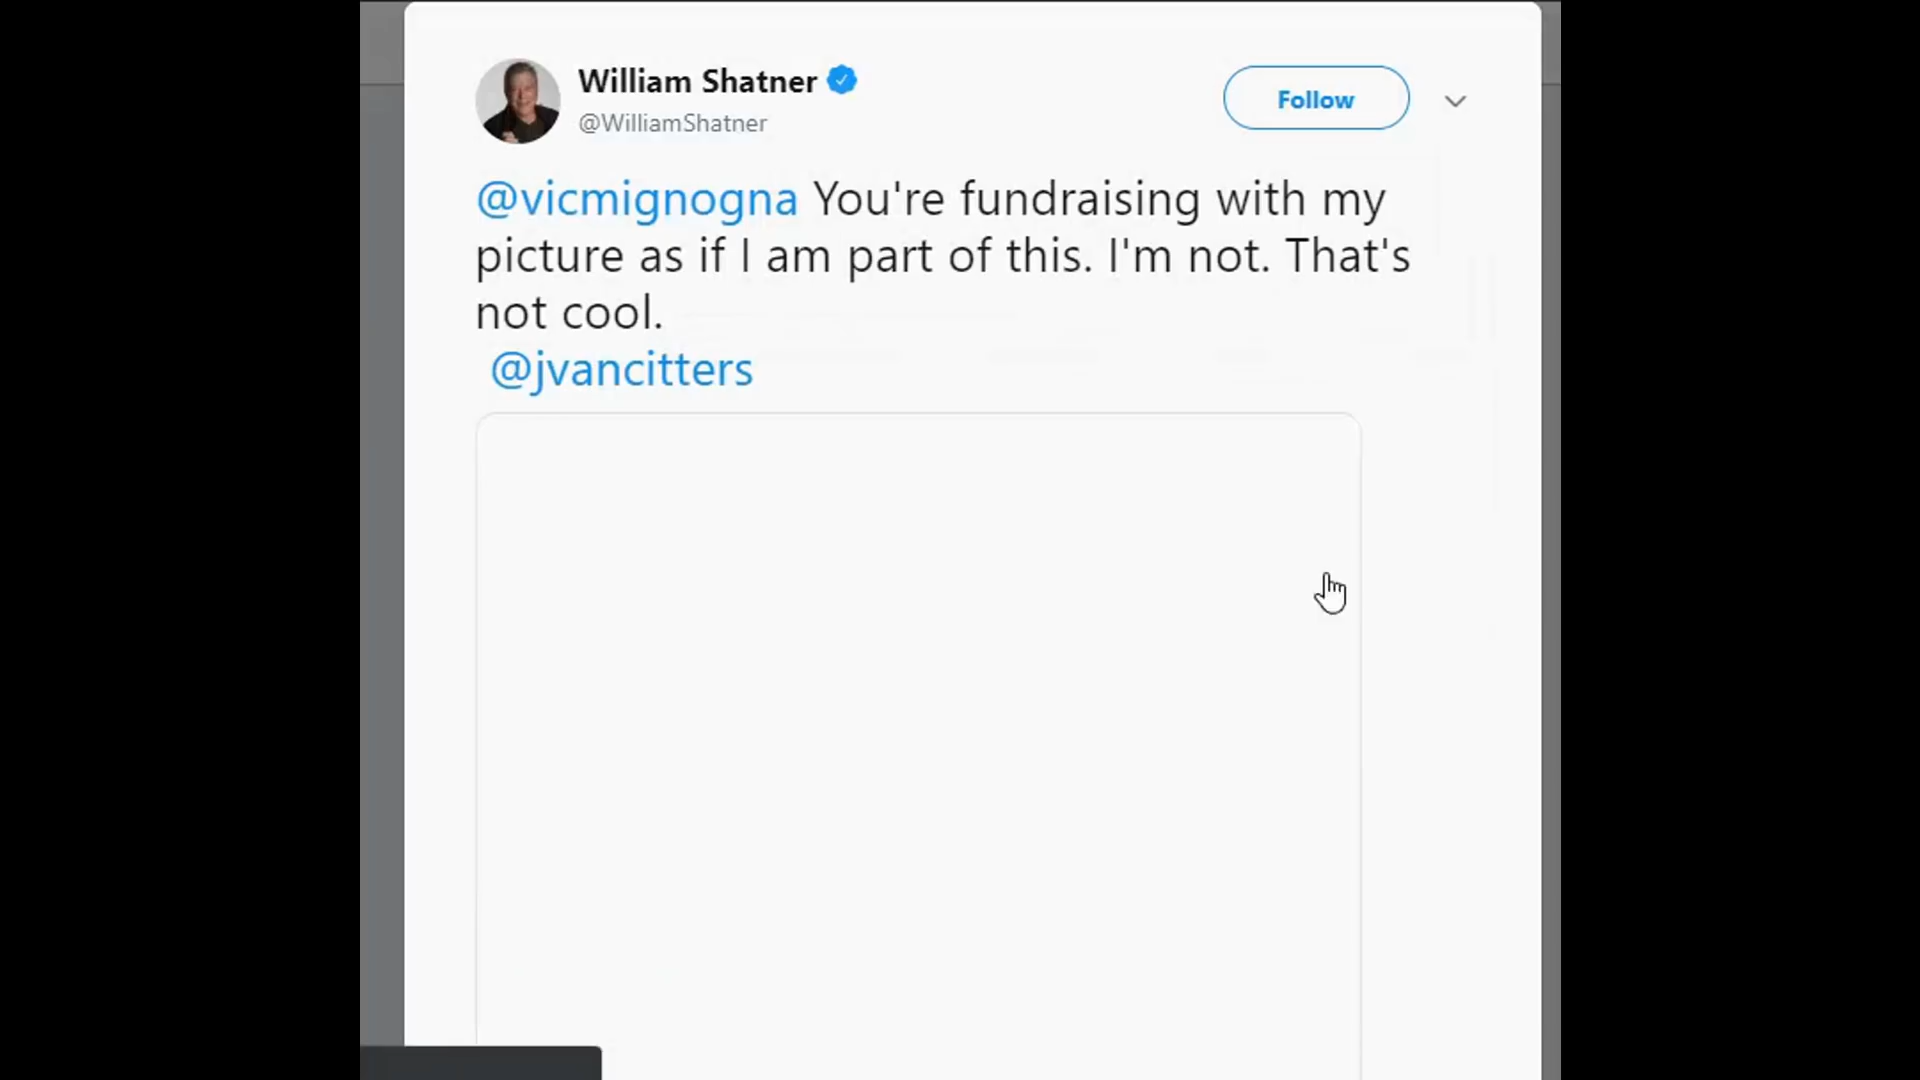 William Shatner
@WilliamShatner
Follow
@vicmignogna You're fundraising with my
picture as if I am part of this. I'm not. That's
not cool.
@jvancitters